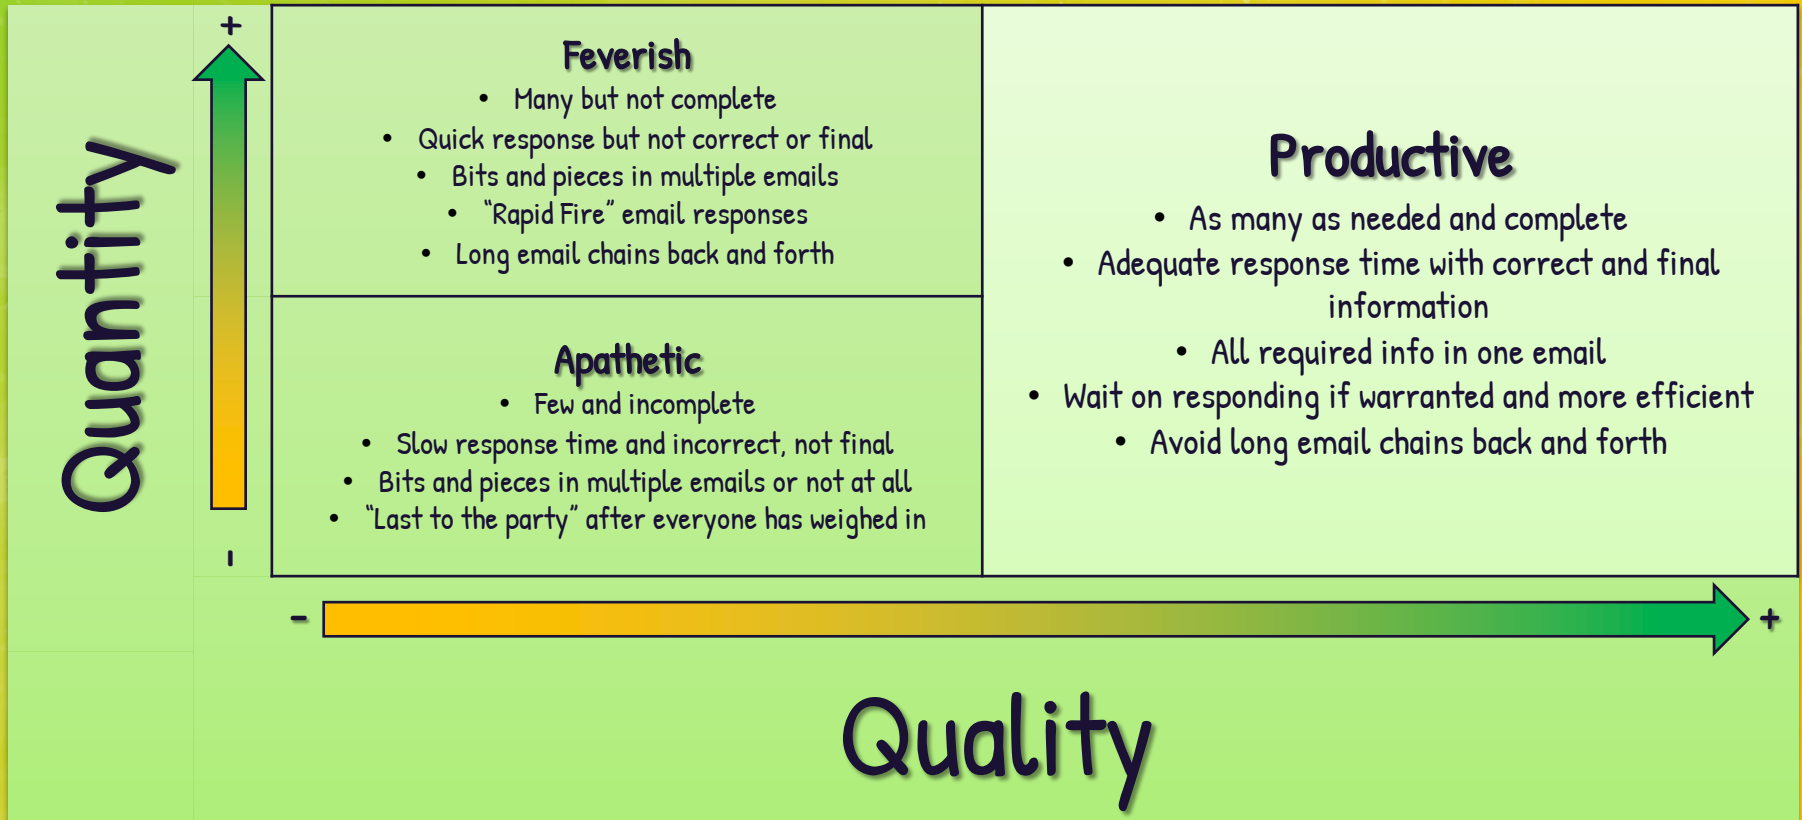 +
Quantity
-
Feverish
• Many but not complete
• Quick response but not correct or final
• Bits and pieces in multiple emails
• “Rapid Fire” email responses
• Long email chains back and forth
Apathetic
• Few and incomplete
• Slow response time and incorrect, not final
• Bits and pieces in multiple emails or not at all
• “Last to the party” after everyone has weighed in
Productive
• As many as needed and complete
• Adequate response time with correct and final
information
• All required info in one email
• Wait on responding if warranted and more efficient
• Avoid long email chains back and forth
- +
Quality